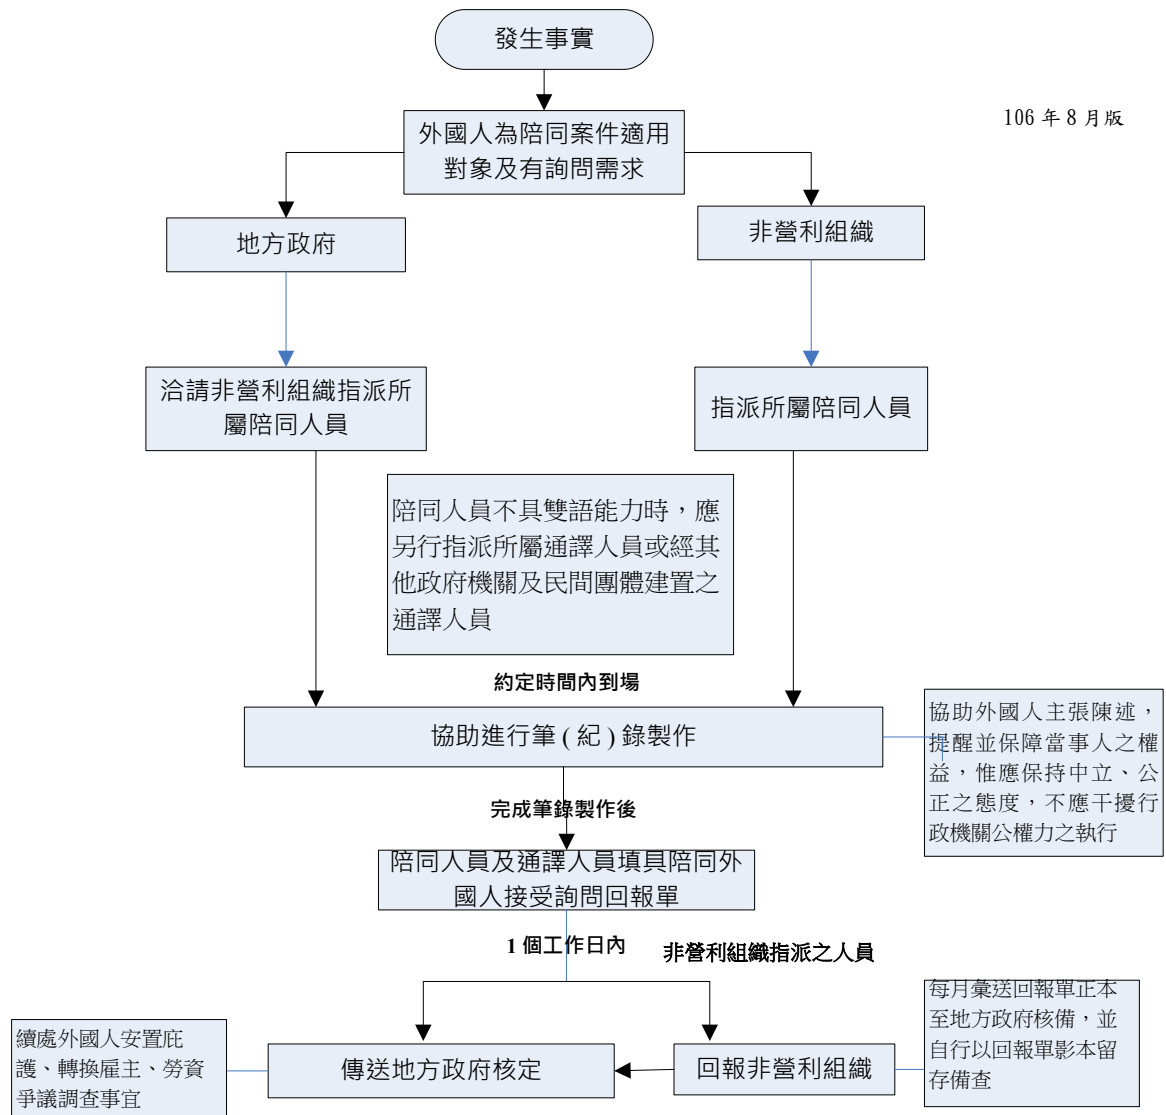 發生事實
106 年 8 月版
外國人為陪同案件適用
對象及有詢問需求
地方政府
非營利組織
洽請非營利組織指派所
屬陪同人員
指派所屬陪同人員
陪同人員不具雙語能力時，應
另行指派所屬通譯人員或經其
他政府機關及民間團體建置之
通譯人員
約定時間內到場
協助進行筆 ( 紀 ) 錄製作
協助外國人主張陳述，
提醒並保障當事人之權
益，惟應保持中立、公
正之態度，不應干擾行
政機關公權力之執行
完成筆錄製作後
陪同人員及通譯人員填具陪同外
國人接受詢問回報單
1 個工作日內
非營利組織指派之人員
續處外國人安置庇
護、轉換雇主、勞資
爭議調查事宜
傳送地方政府核定
回報非營利組織
每月彙送回報單正本
至地方政府核備，並
自行以回報單影本留
存備查